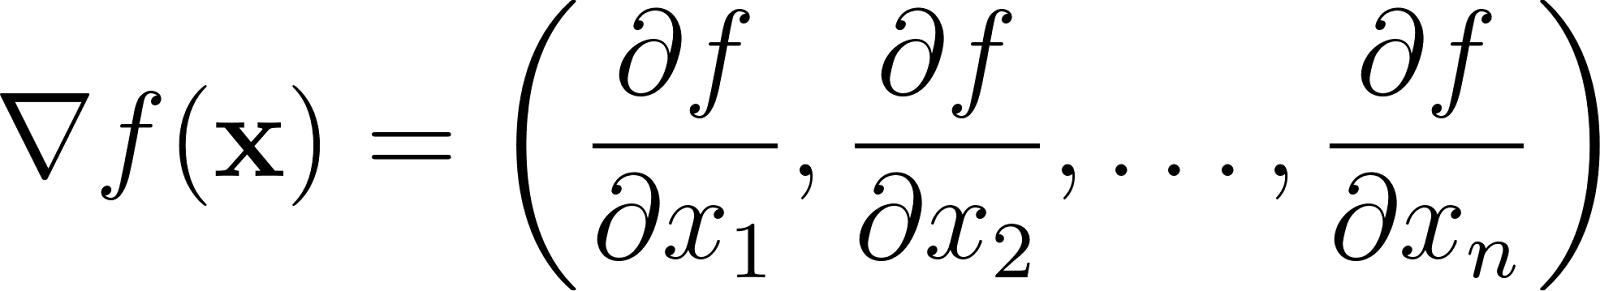 ∇f(𝐱) = (∂f/∂x₁, ∂f/∂x₂, . . . , ∂f/∂xₙ)